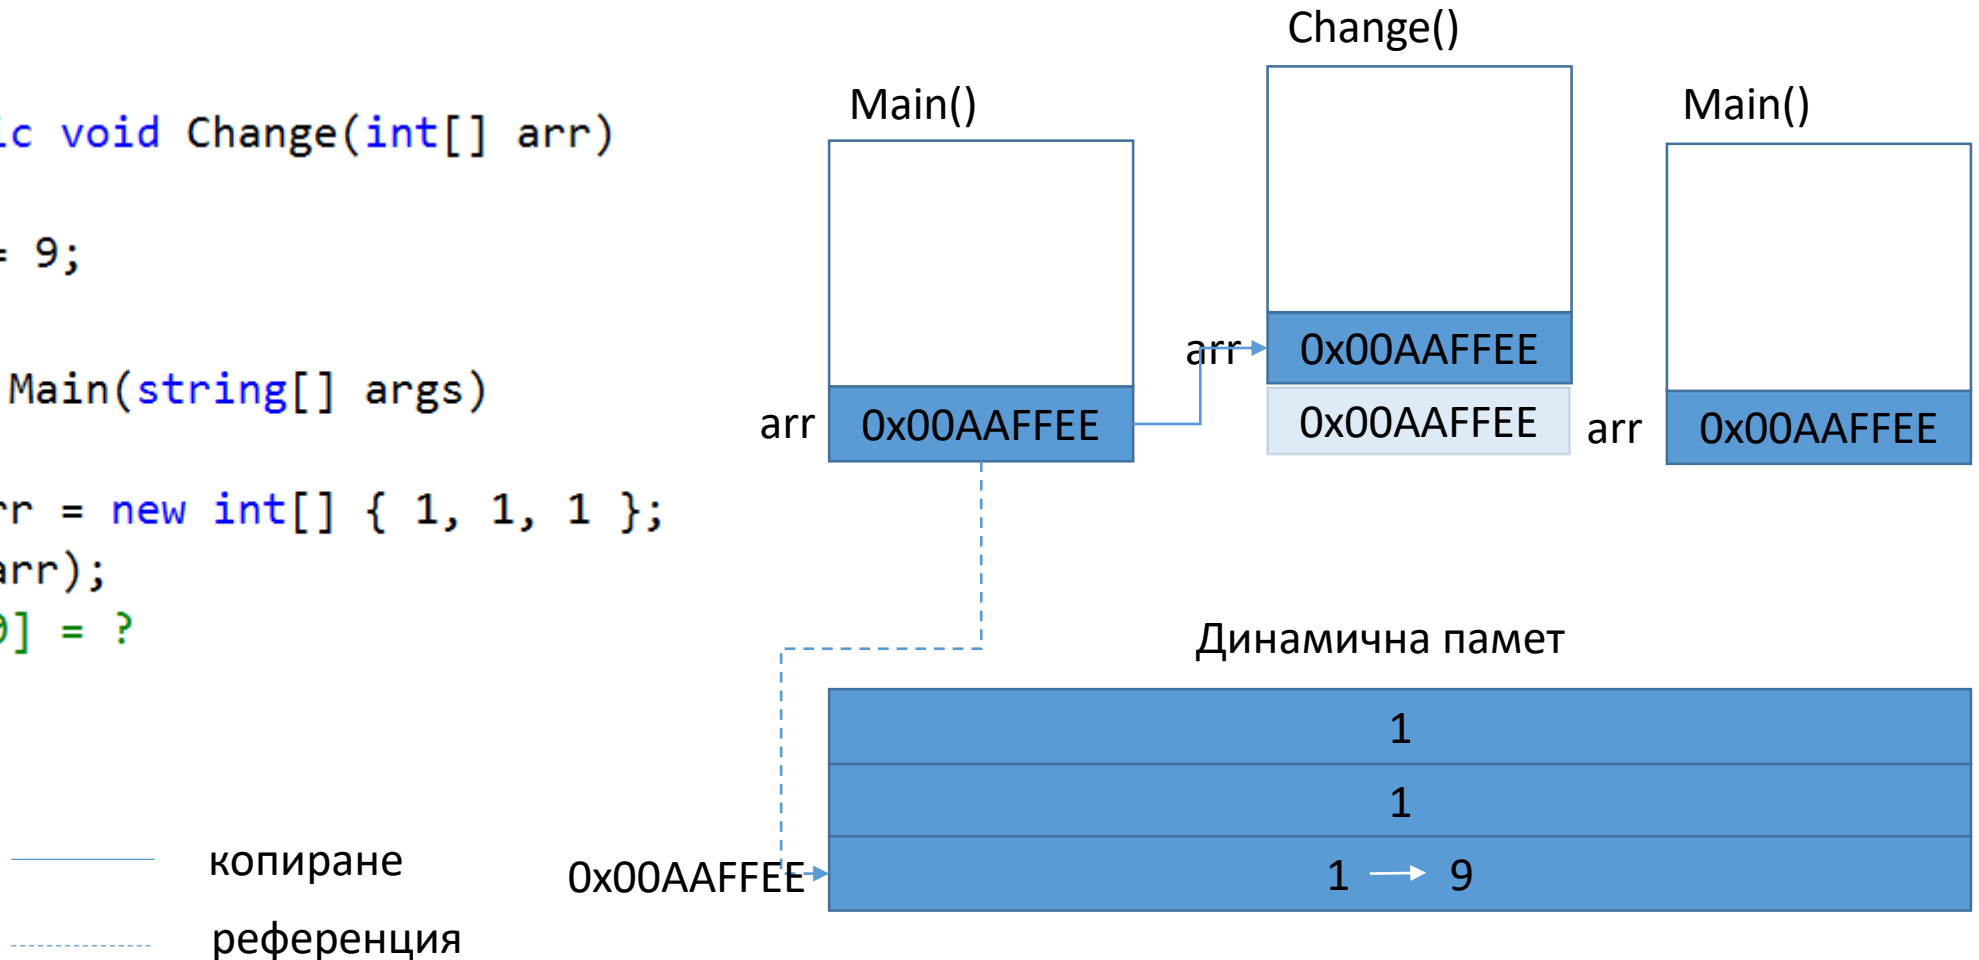 ic void Change(int[] arr)
= 9;
Main(string[] args)
rr = new int[] { 1, 1, 1 };
arr);
0] = ?
Main()
Change()
Main()
arr 0x00AAFFEE
arr 0x00AAFFEE
0x00AAFFEE
arr 0x00AAFFEE
Динамична памет
1
1
0x00AAFFEE 1 9
копиране
референция